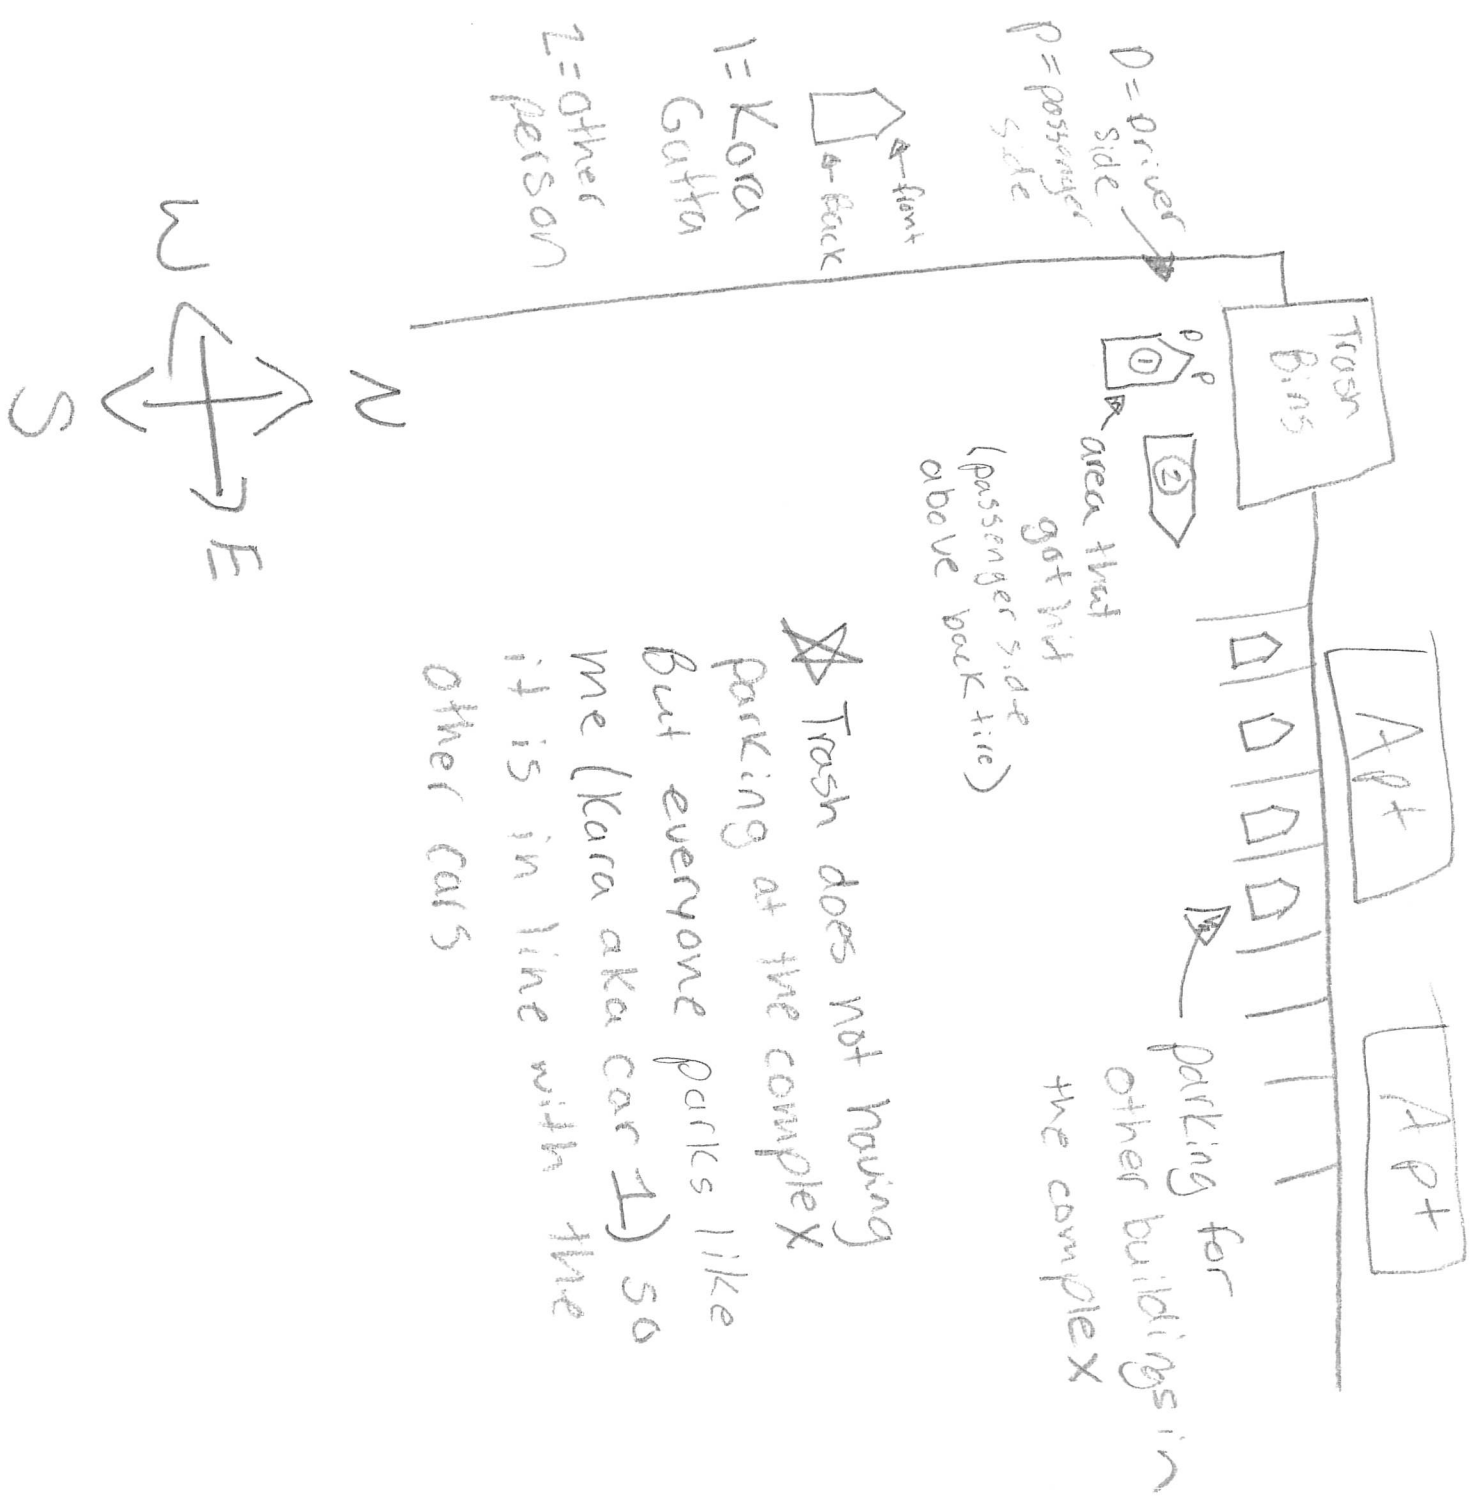 Apt
Apt
Trash
Bins
D = Driver
side
P = passenger
side
P
1
2
area that
got hit
(passenger side
above back tire)
parking for
other buildings in
the complex
front
back
1 = Kara
Gutta
2 = other
person
Trash does not having
parking at the complex
But everyone parks like
me (Kara aka car 1) so
it is in line with the
other cars
N
W
E
S